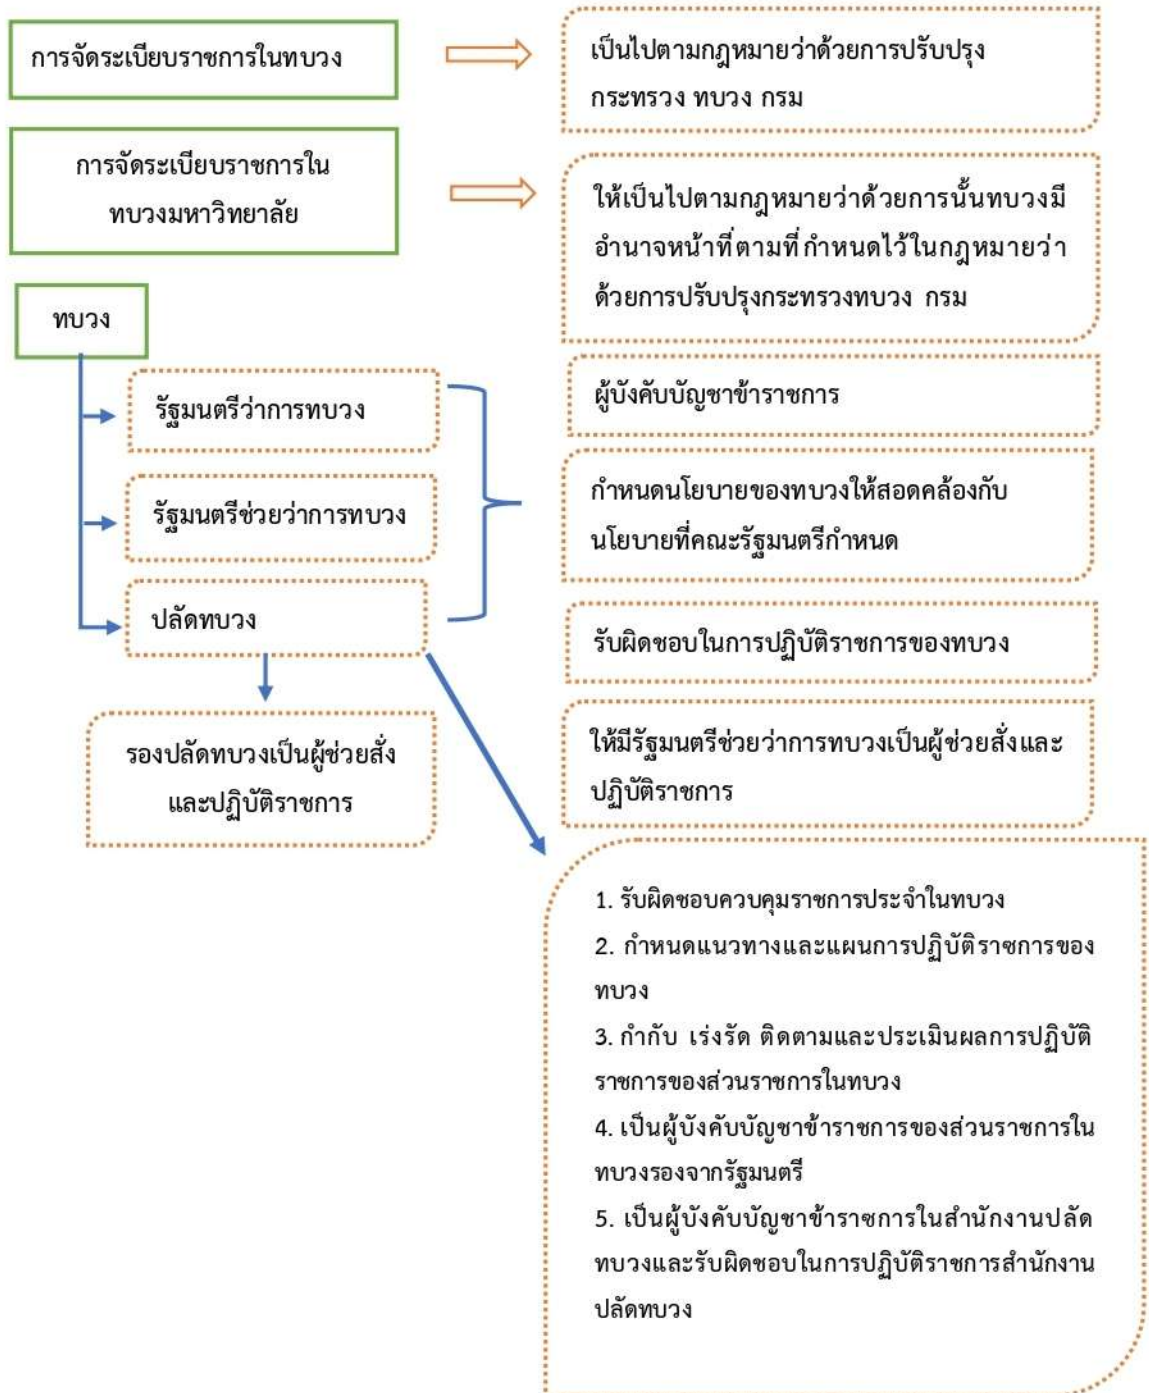 การจัดระเบียบราชการในทบวง
เป็นไปตามกฎหมายว่าด้วยการปรับปรุง
กระทรวง ทบวง กรม
การจัดระเบียบราชการใน
ทบวงมหาวิทยาลัย
ให้เป็นไปตามกฎหมายว่าด้วยการนั้นทบวงมี
อำนาจหน้าที่ตามที่กำหนดไว้ในกฎหมายว่า
ด้วยการปรับปรุงกระทรวงทบวง กรม
ทบวง
รัฐมนตรีว่าการทบวง
รัฐมนตรีช่วยว่าการทบวง
ปลัดทบวง
รองปลัดทบวงเป็นผู้ช่วยสั่ง
และปฏิบัติราชการ
ผู้บังคับบัญชาข้าราชการ
กำหนดนโยบายของทบวงให้สอดคล้องกับ
นโยบายที่คณะรัฐมนตรีกำหนด
รับผิดชอบในการปฏิบัติราชการของทบวง
ให้มีรัฐมนตรีช่วยว่าการทบวงเป็นผู้ช่วยสั่งและ
ปฏิบัติราชการ
1. รับผิดชอบควบคุมราชการประจำในทบวง
2. กำหนดแนวทางและแผนการปฏิบัติราซการของ
ทบวง
3. กำกับ เร่งรัด ติดตามและประเมินผลการปฏิบัติ
ราชการของส่วนราชการในทบวง
4. เป็นผู้บังคับบัญชาข้าราชการของส่วนราชการใน
ทบวงรองจากรัฐมนตรี
5. เป็นผู้บังคับบัญชาข้าราซการในสำนักงานปลัด
ทบวงและรับผิดชอบในการปฏิบัติราชการสำนักงาน
ปลัดทบวง